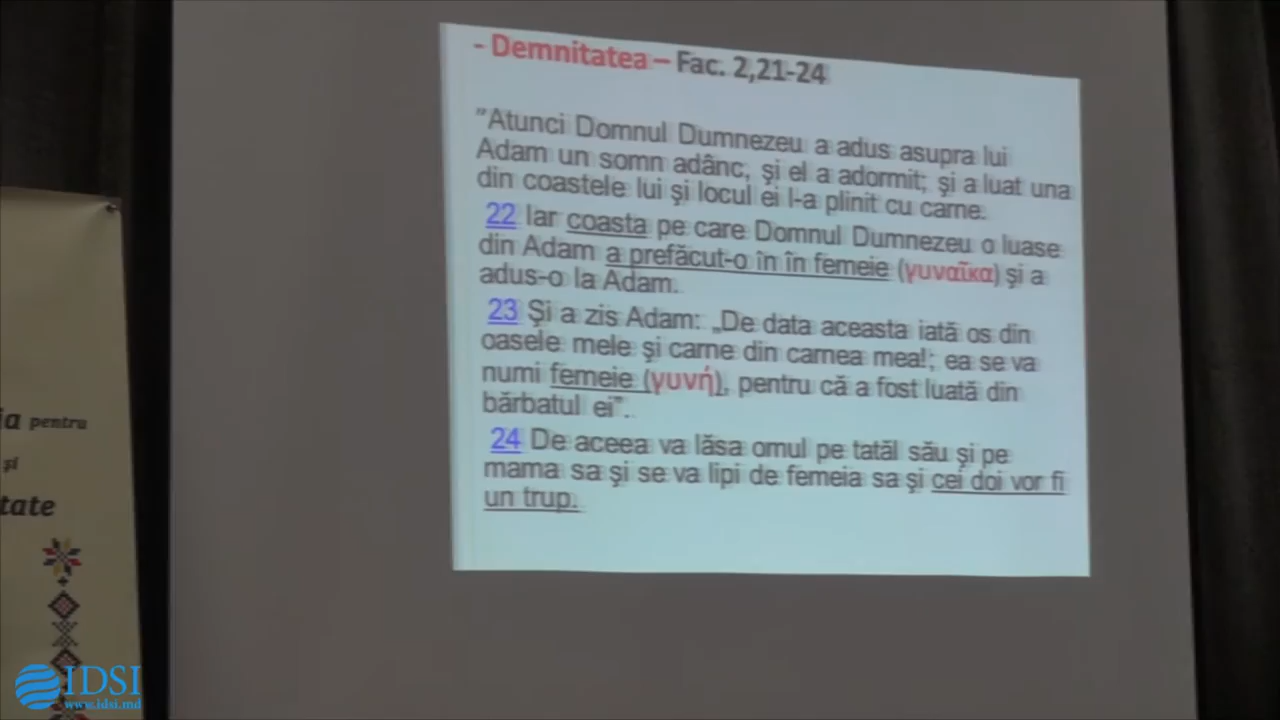 - Demnitatea – Fac. 2,21-24
"Atunci Domnul Dumnezeu a adus asupra lui
Adam un somn adânc, şi el a adormit; şi a luat una
din coastele lui şi locul ei l-a plinit cu carne.
22 Iar coasta pe care Domnul Dumnezeu o luase
din Adam a prefăcut-o în în femeie (γυναῖκα) şi a
adus-o la Adam.
23 Şi a zis Adam: „De data aceasta iată os din
oasele mele şi carne din carnea mea!; ea se va
numi femeie (γυνή), pentru că a fost luată din
bărbatul ei".
24 De aceea va lăsa omul pe tatăl său şi pe
mama sa şi se va lipi de femeia sa şi cei doi vor fi
un trup.
ia pentru
şi
tate
IDSI
www.idsi.md